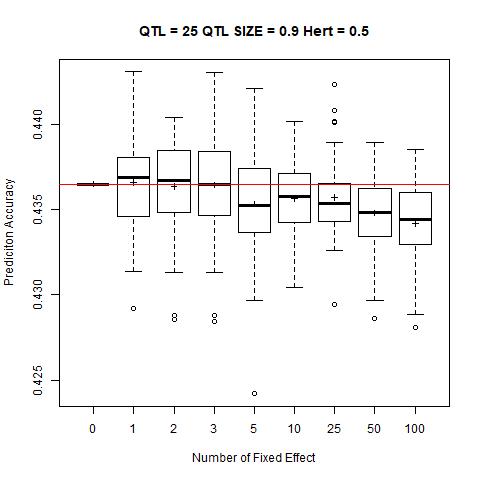 QTL = 25 QTL SIZE = 0.9 Hert = 0.5
Prediciton Accuracy
0.440
0.435
0.430
0.425
0 1 2 3 5 10 25 50 100
Number of Fixed Effect